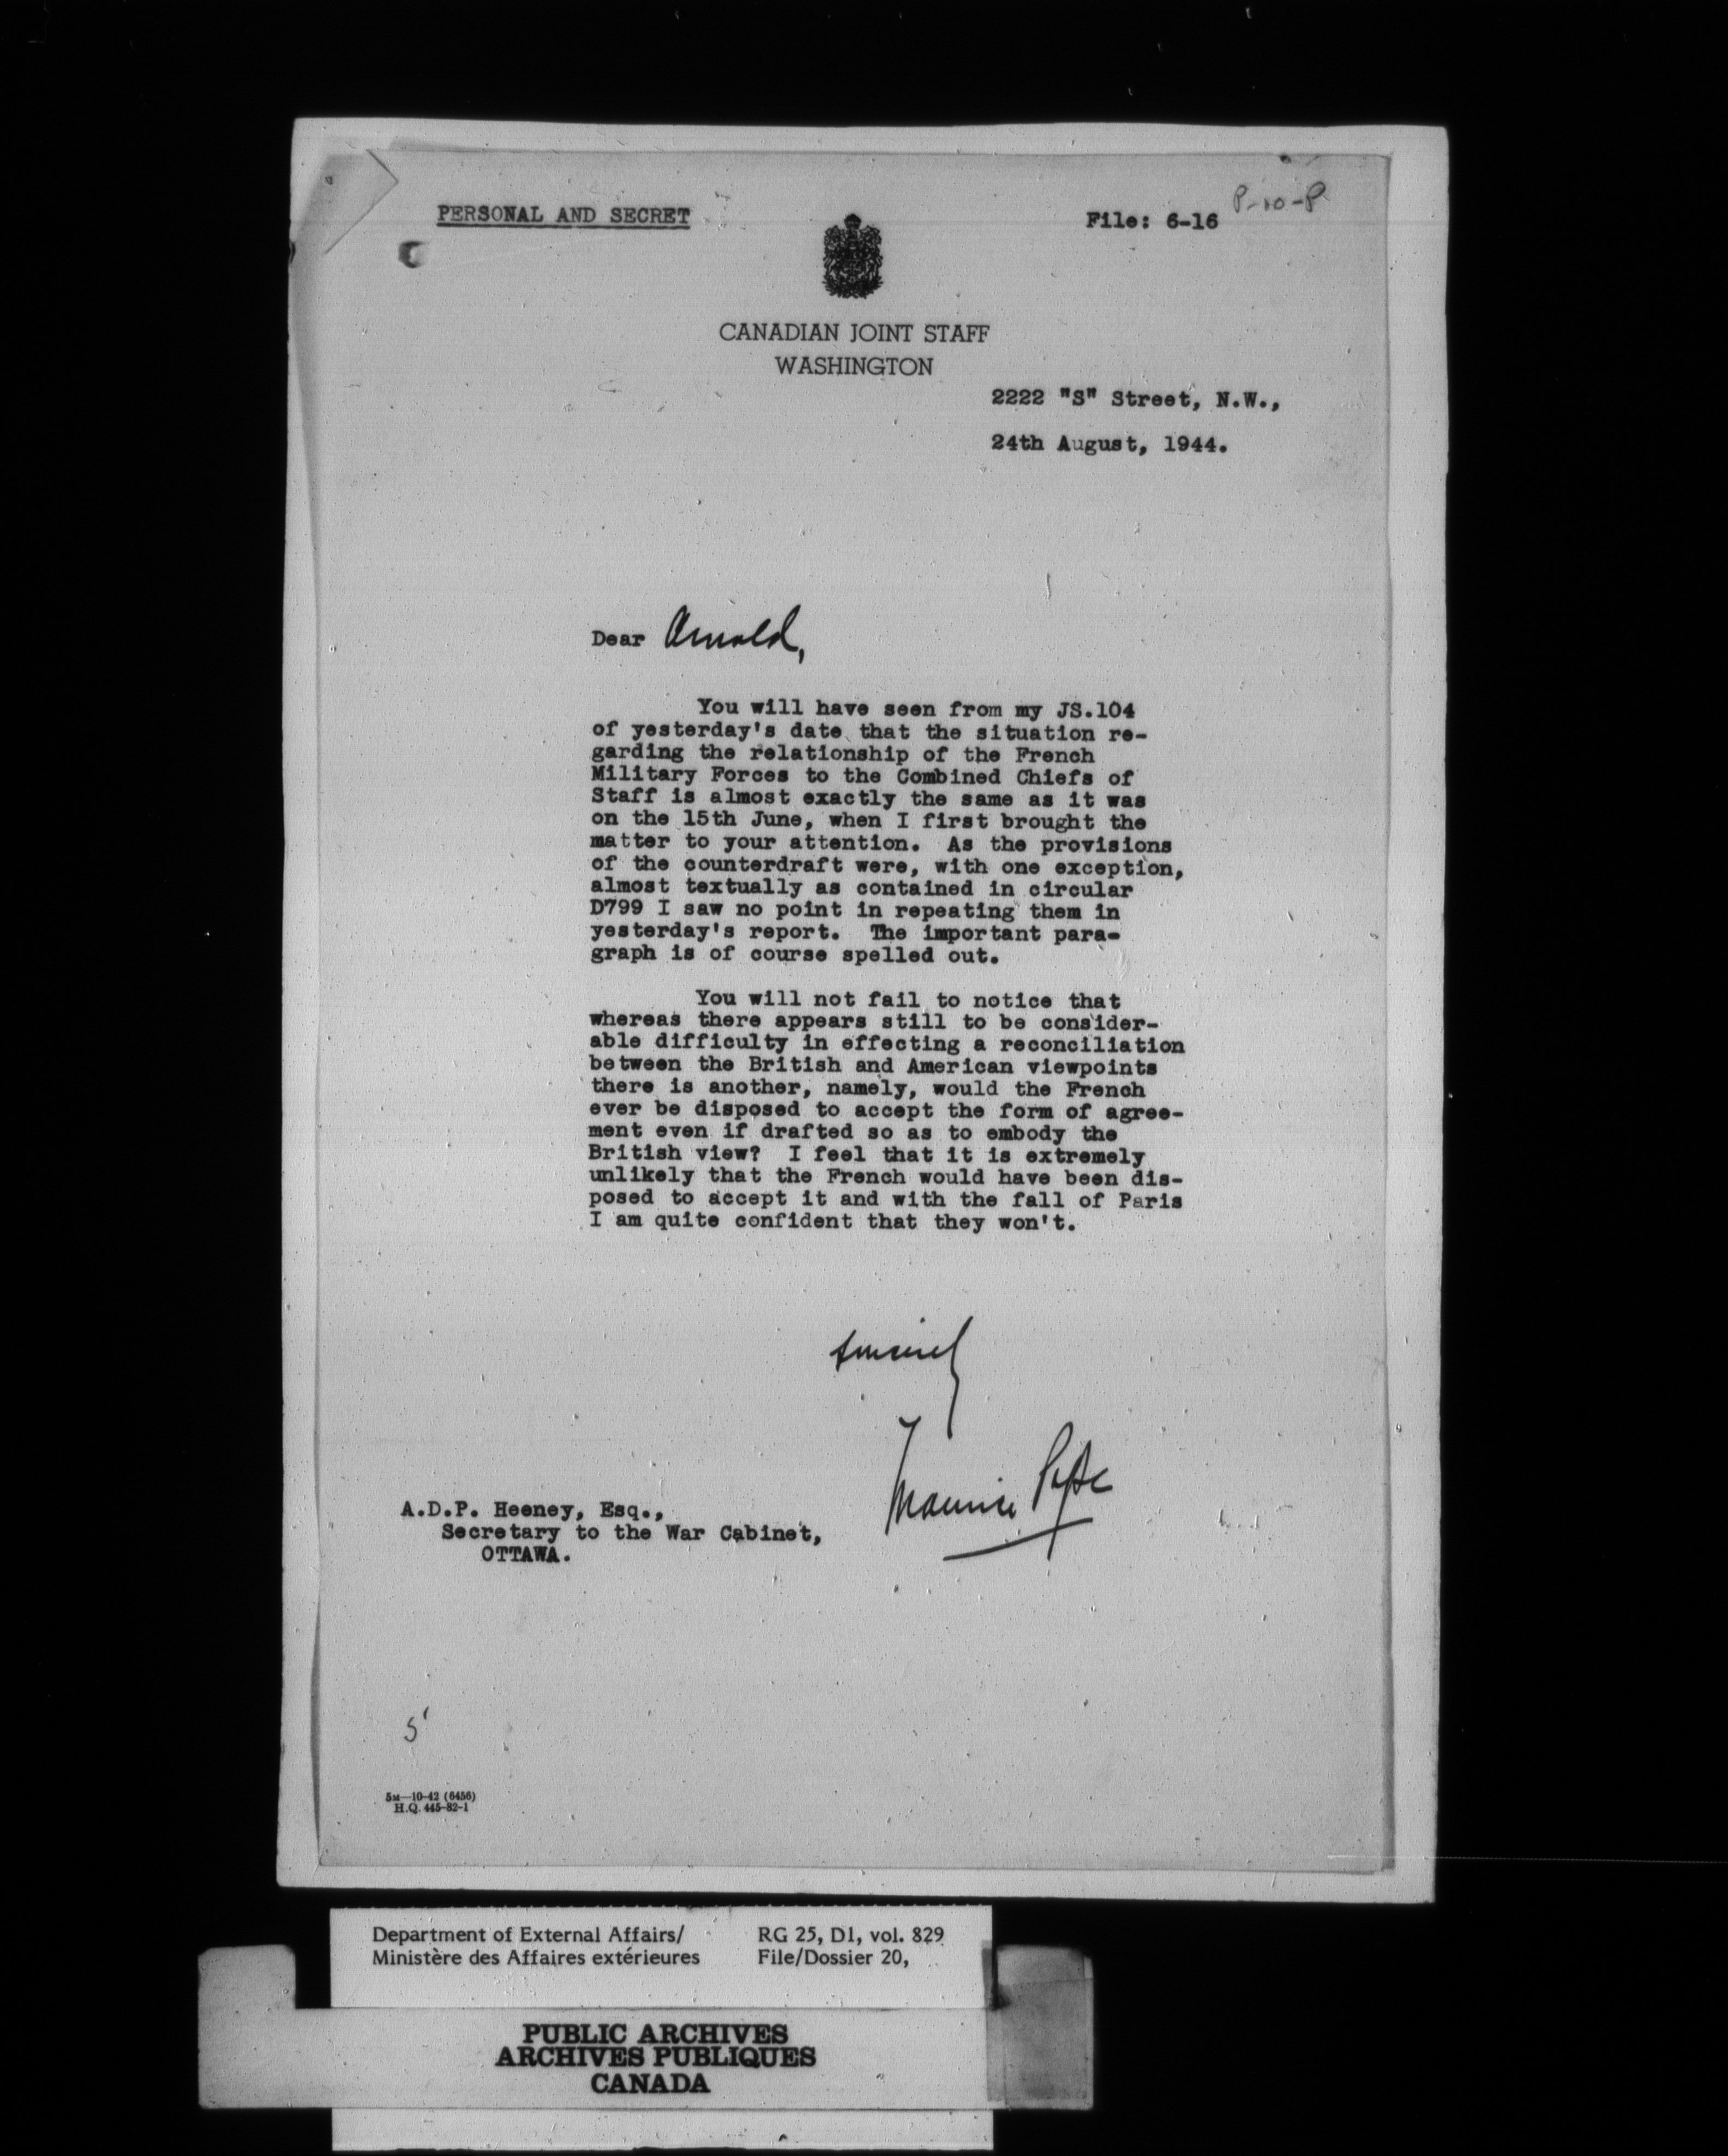 PERSONAL AND SECRET
File: 6-16
P-10-P
CANADIAN JOINT STAFF
WASHINGTON
2222 "S" Street, N.W.,
24th August, 1944.
Dear Arnold,
You will have seen from my JS.104
of yesterday's date that the situation re-
garding the relationship of the French
Military Forces to the Combined Chiefs of
Staff is almost exactly the same as it was
on the 15th June, when I first brought the
matter to your attention. As the provisions
of the counterdraft were, with one exception,
almost textually as contained in circular
D799 I saw no point in repeating them in
yesterday's report. The important para-
graph is of course spelled out.
You will not fail to notice that
whereas there appears still to be consider-
able difficulty in effecting a reconciliation
between the British and American viewpoints
there is another, namely, would the French
ever be disposed to accept the form of agree-
ment even if drafted so as to embody the
British view? I feel that it is extremely
unlikely that the French would have been dis-
posed to accept it and with the fall of Paris
I am quite confident that they won't.
Sincerely
Maurice Pope
A.D.P. Heeney, Esq.,
Secretary to the War Cabinet,
OTTAWA.
5
5M-10-42 (6456)
H.Q. 445-82-1
Department of External Affairs/
Ministère des Affaires extérieures
RG 25, D1, vol. 829
File/Dossier 20,
PUBLIC ARCHIVES
ARCHIVES PUBLIQUES
CANADA